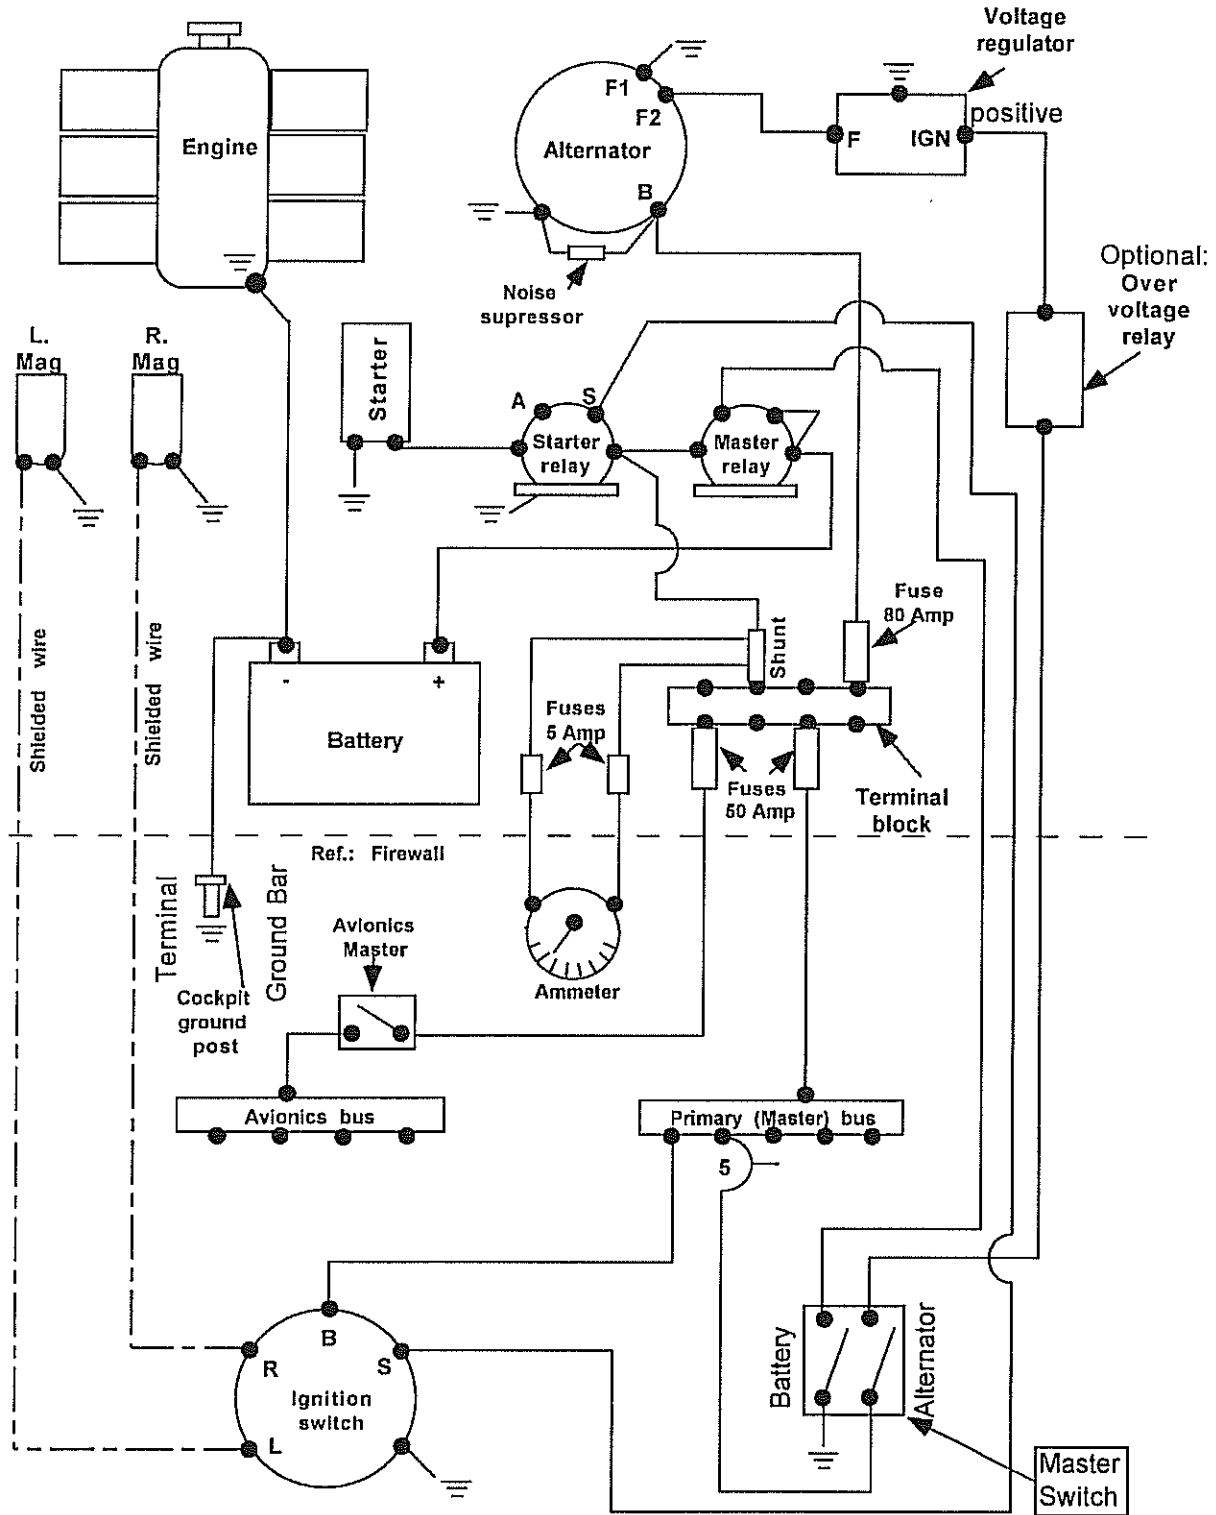 Voltage
regulator
F1
F2
positive
F
IGN
Engine
Alternator
B
Optional:
Over
voltage
relay
Noise
supressor
L.
Mag
R.
Mag
Starter
A
S
Starter
relay
Master
relay
Fuse
80 Amp
Shielded wire
Shielded wire
Shunt
-
+
Battery
Fuses
5 Amp
Fuses
50 Amp
Terminal
block
Ref.: Firewall
Terminal
Ground Bar
Avionics
Master
Ammeter
Cockpit
ground
post
Avionics bus
Primary (Master) bus
5
B
R
S
Ignition
switch
L
Battery
Alternator
Master
Switch